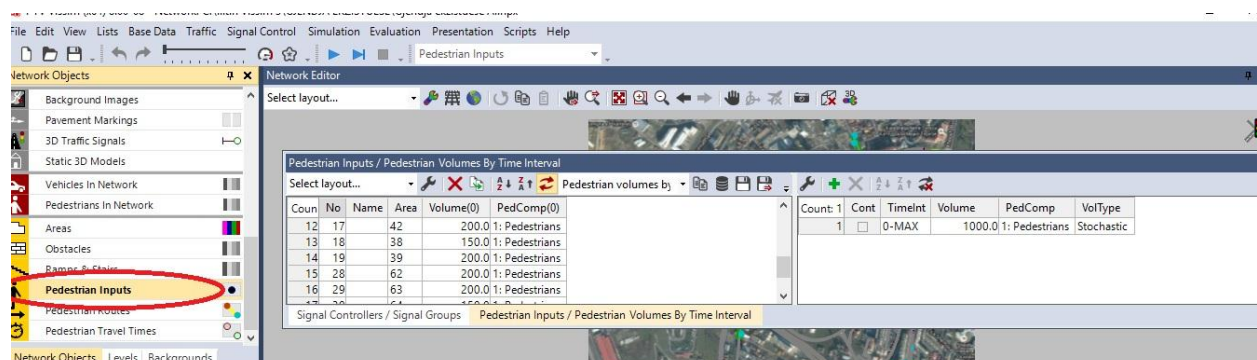 File Edit View Lists Base Data Traffic Signal Control Simulation Evaluation Presentation Scripts Help
Pedestrian Inputs
Network Objects
Network Editor
Background Images
Pavement Markings
3D Traffic Signals
Static 3D Models
Vehicles In Network
Pedestrians In Network
Areas
Obstacles
Ramps & Stairs
Pedestrian Inputs
Pedestrian Routes
Pedestrian Travel Times
Network Objects Levels Backgrounds
Select layout...
Pedestrian Inputs / Pedestrian Volumes By Time Interval
Select layout... Pedestrian volumes by
Coun No Name Area Volume(0) PedComp(0)
12 17 42 200.0 1: Pedestrians
13 18 38 150.0 1: Pedestrians
14 19 39 200.0 1: Pedestrians
15 28 62 200.0 1: Pedestrians
16 29 63 200.0 1: Pedestrians
Count: 1 Cont TimeInt Volume PedComp VolType
1 0-MAX 1000.0 1: Pedestrians Stochastic
Signal Controllers / Signal Groups Pedestrian Inputs / Pedestrian Volumes By Time Interval